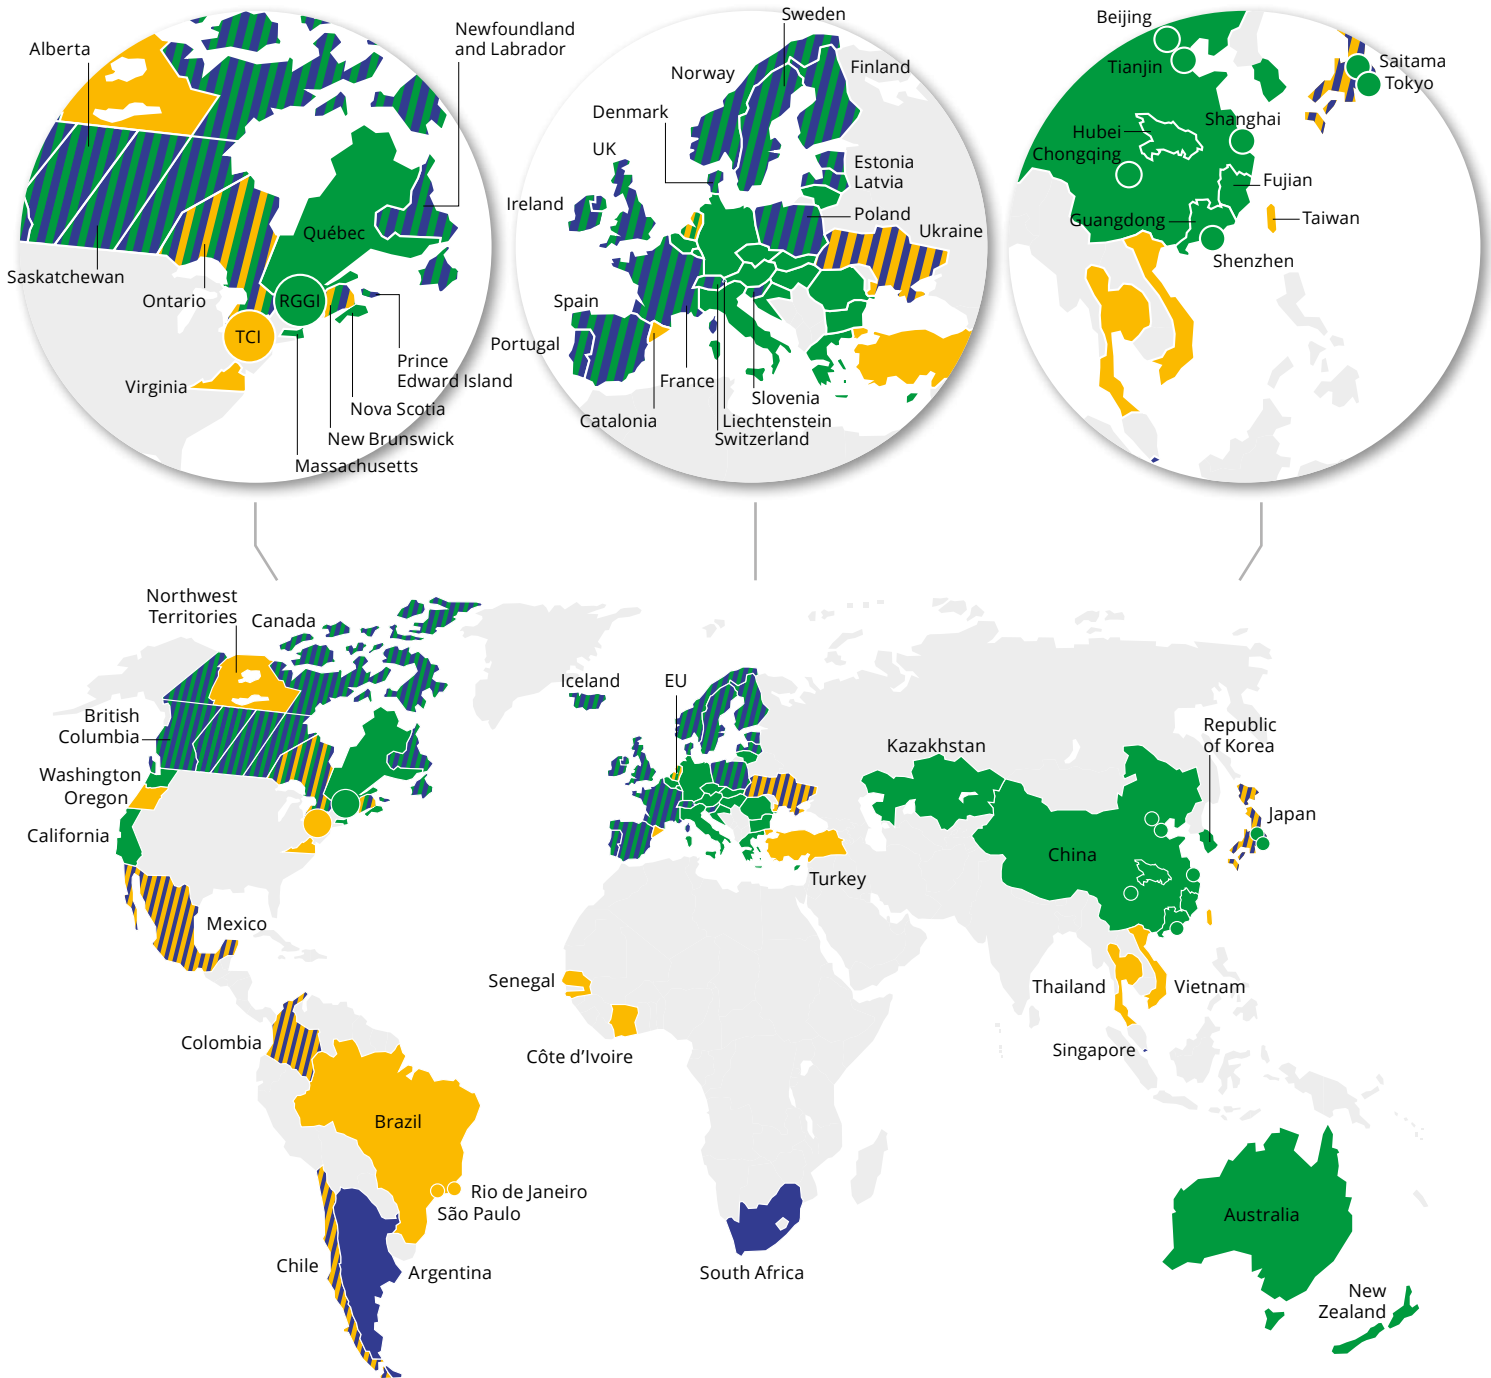 Alberta
Newfoundland
and Labrador
Saskatchewan
Ontario
Québec
RGGI
TCI
Virginia
Prince
Edward Island
Nova Scotia
New Brunswick
Massachusetts
Sweden
Norway
Finland
Denmark
UK
Estonia
Latvia
Ireland
Poland
Ukraine
Spain
Portugal
France
Slovenia
Catalonia
Liechtenstein
Switzerland
Beijing
Tianjin
Saitama
Tokyo
Hubei
Shanghai
Chongqing
Fujian
Guangdong
Taiwan
Shenzhen
Northwest
Territories
Canada
British
Columbia
Washington
Oregon
California
Mexico
Iceland
EU
Kazakhstan
Republic
of Korea
Japan
China
Turkey
Senegal
Côte d’Ivoire
Thailand
Vietnam
Singapore
Colombia
Brazil
Rio de Janeiro
São Paulo
Chile
Argentina
South Africa
Australia
New
Zealand